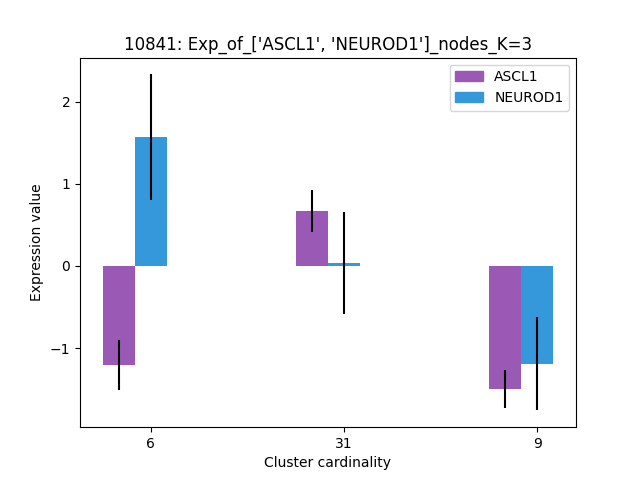 10841: Exp_of_['ASCL1', 'NEUROD1']_nodes_K=3
ASCL1
NEUROD1
Expression value
2
1
0
−1
6
31
9
Cluster cardinality